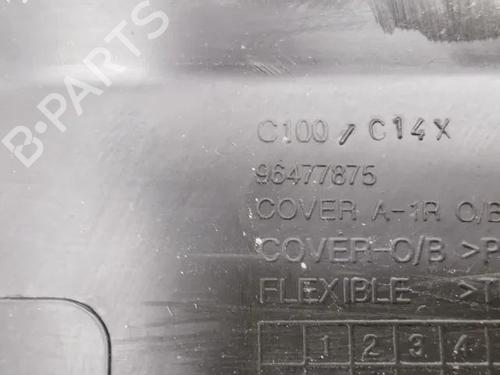 C100 / C14X
96477875
COVER A-1R O/B
COVER-O/B >P
FLEXIBLE >T
1 2 3 4
B-PARTS